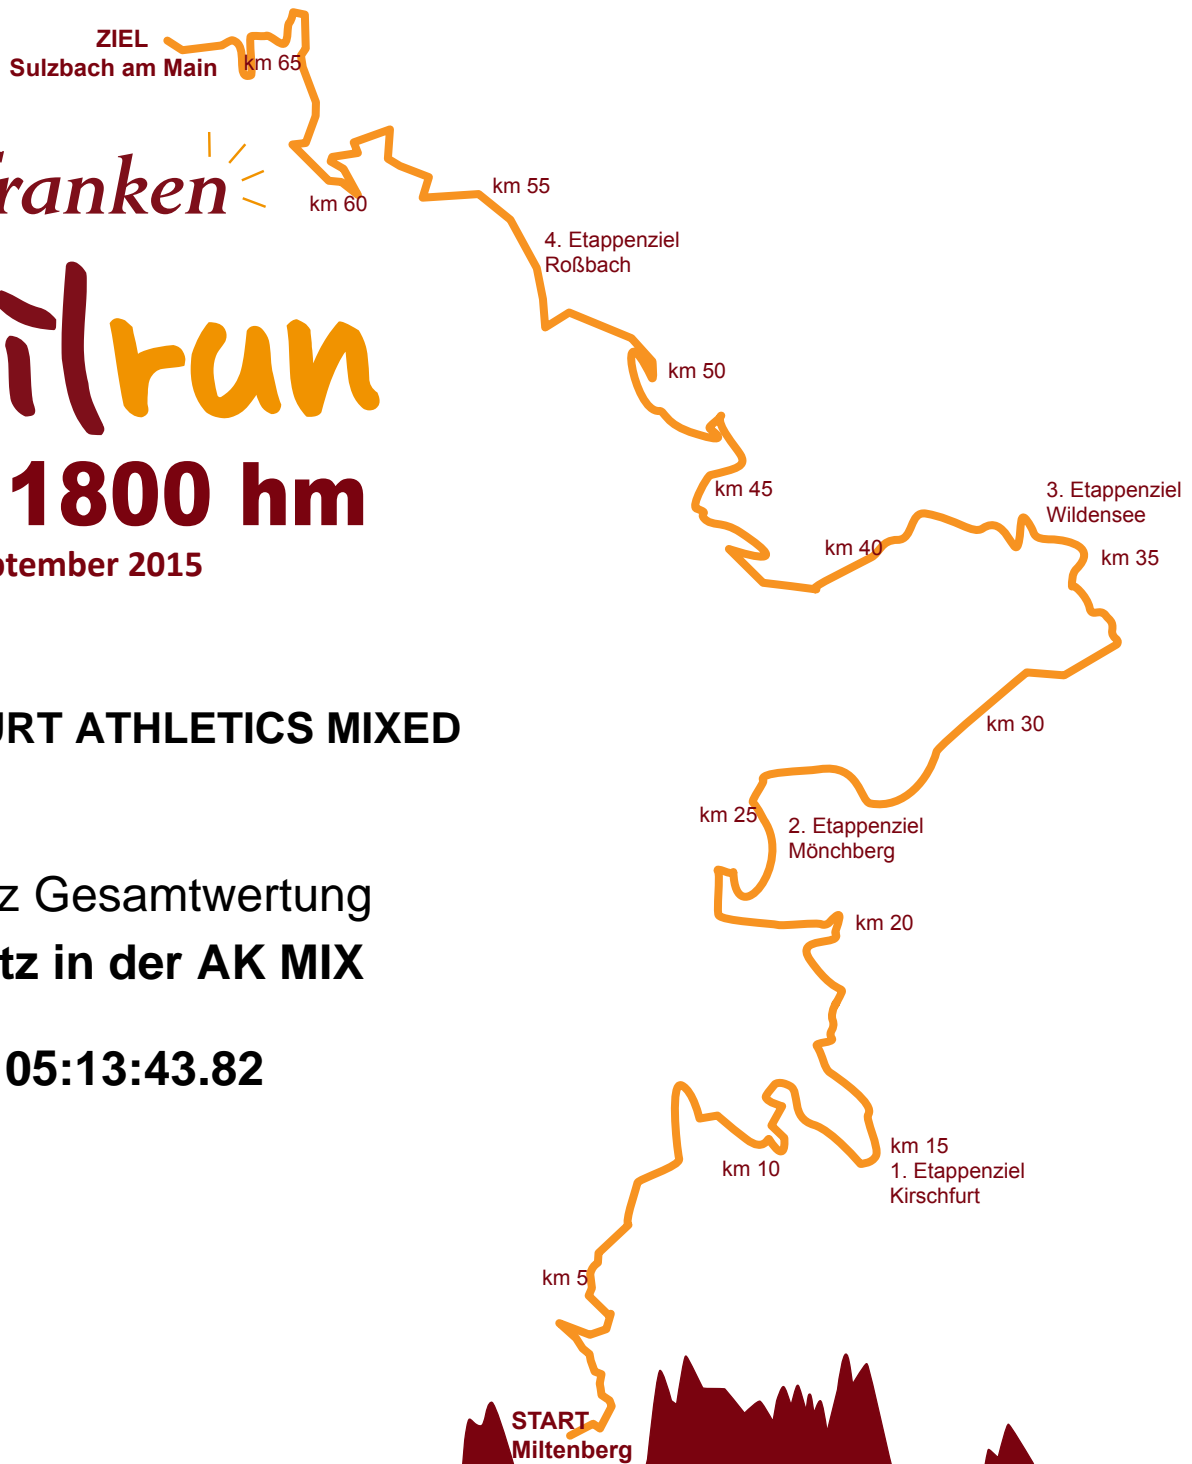 ZIEL
Sulzbach am Main
km 65
ranken
km 60
km 55
4. Etappenziel
Roßbach
ilrun
km 50
1800 hm
km 45
3. Etappenziel
Wildensee
km 40
km 35
ptember 2015
URT ATHLETICS MIXED
km 30
km 25
2. Etappenziel
Mönchberg
z Gesamtwertung
km 20
tz in der AK MIX
05:13:43.82
km 15
1. Etappenziel
Kirschfurt
km 10
km 5
START
Miltenberg